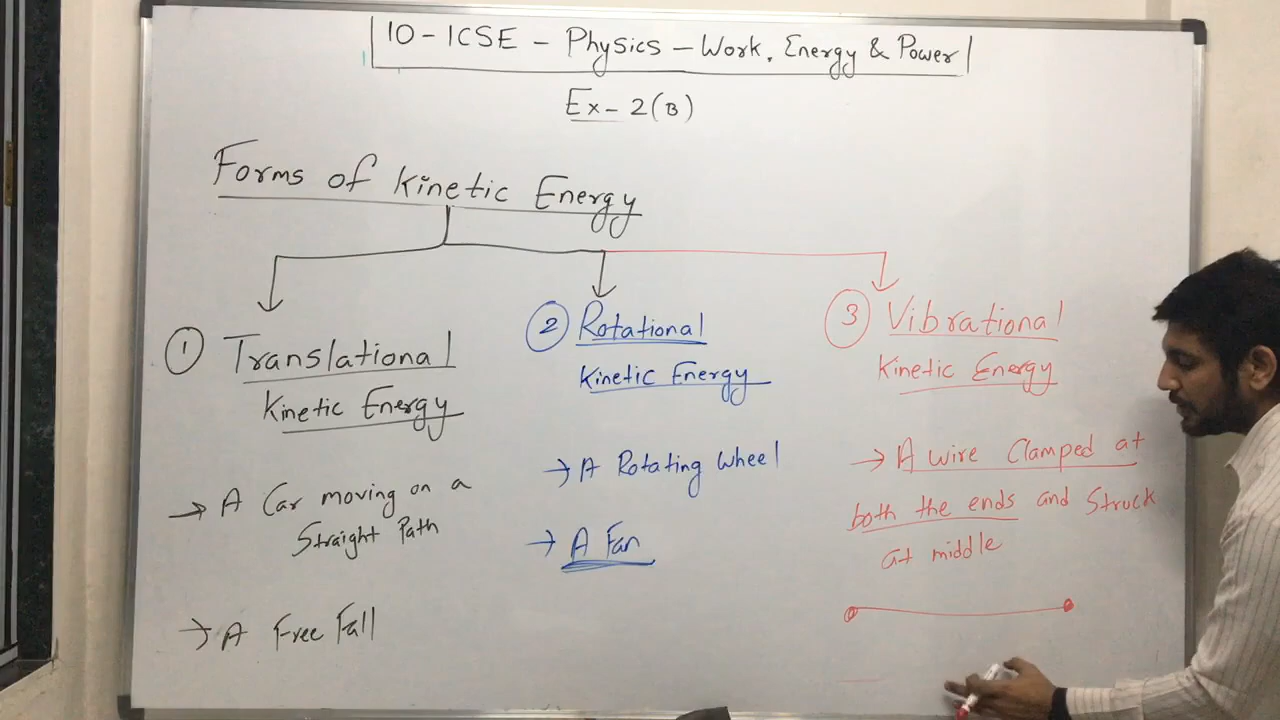 10 - ICSE - Physics - Work, Energy & Power
Ex- 2(B)
Forms of Kinetic Energy
1 Translational
Kinetic Energy
→ A Car moving on a
Straight Path
→ A Free Fall
2 Rotational
Kinetic Energy
→ A Rotating Wheel
→ A Fan
3 Vibrational
Kinetic Energy
→ A wire Clamped at
both the ends and Struck
at middle